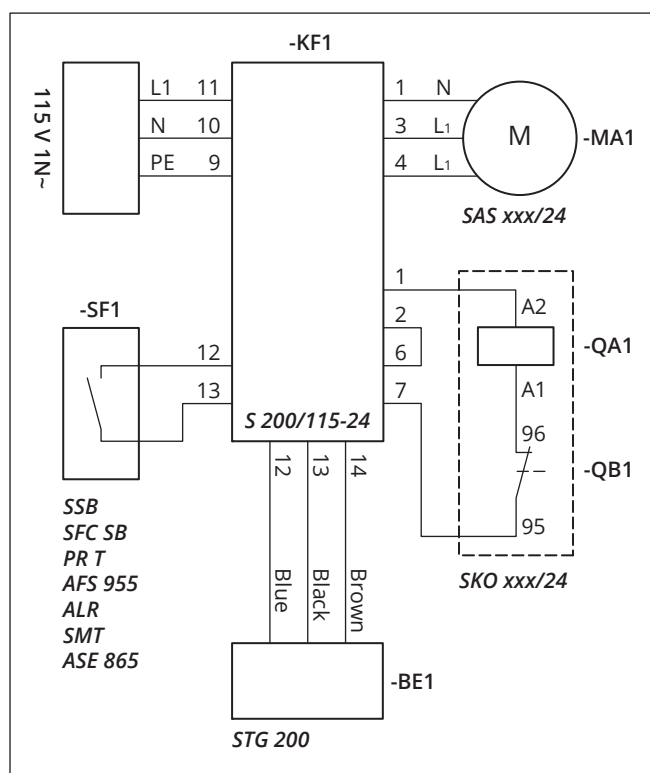 -KF1
115 V 1N~
L1 11
N 10
PE 9
1 N
3 L1
4 L1
M
-MA1
SAS xxx/24
-SF1
12
13
1
2
6
7
A2
-QA1
A1
96
-QB1
95
SKO xxx/24
S 200/115-24
12
13
14
SSB
SFC SB
PR T
AFS 955
ALR
SMT
ASE 865
Blue
Black
Brown
-BE1
STG 200